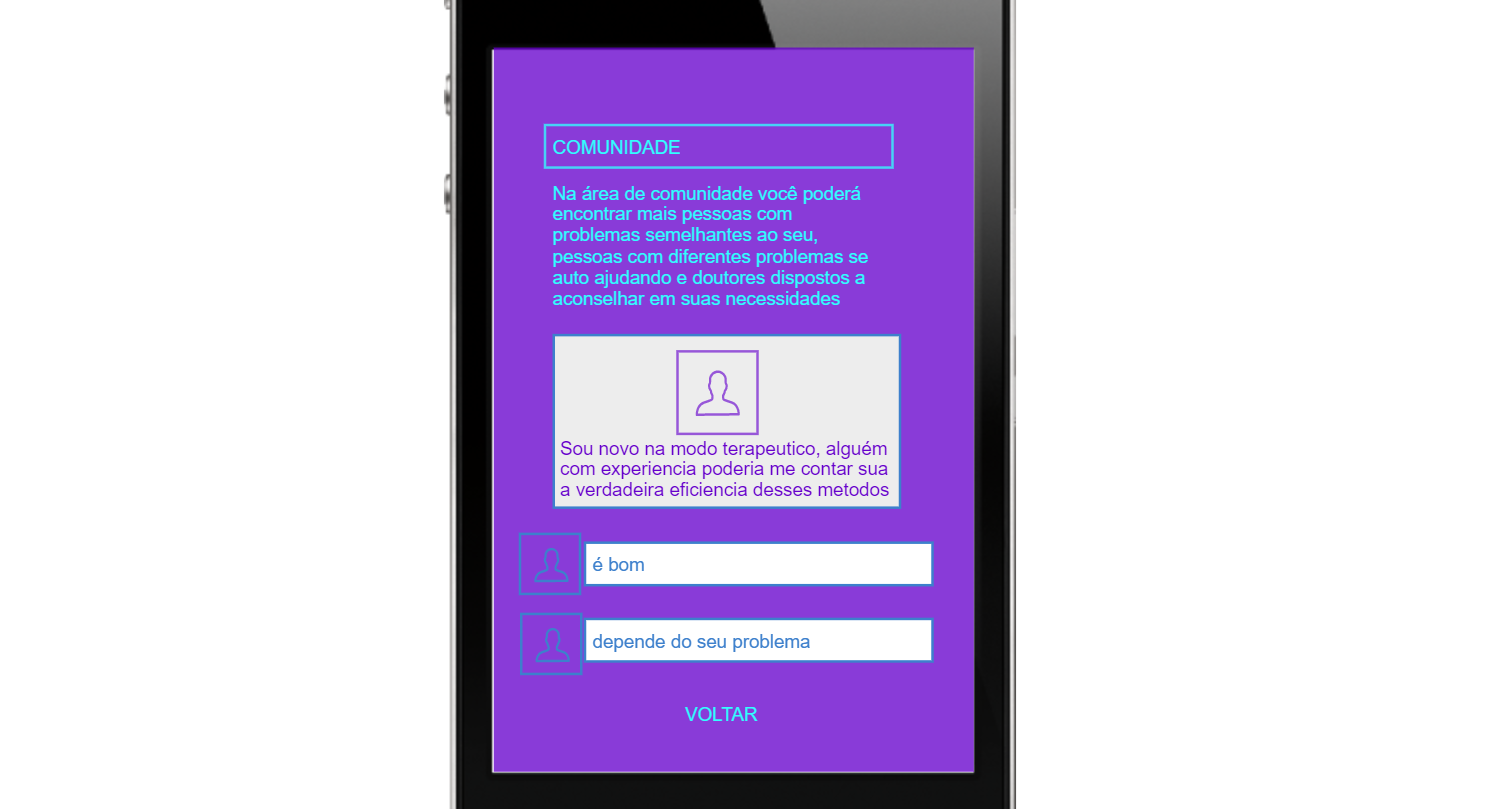 COMUNIDADE
Na área de comunidade você poderá
encontrar mais pessoas com
problemas semelhantes ao seu,
pessoas com diferentes problemas se
auto ajudando e doutores dispostos a
aconselhar em suas necessidades
Sou novo na modo terapeutico, alguém
com experiencia poderia me contar sua
a verdadeira eficiencia desses metodos
é bom
depende do seu problema
VOLTAR